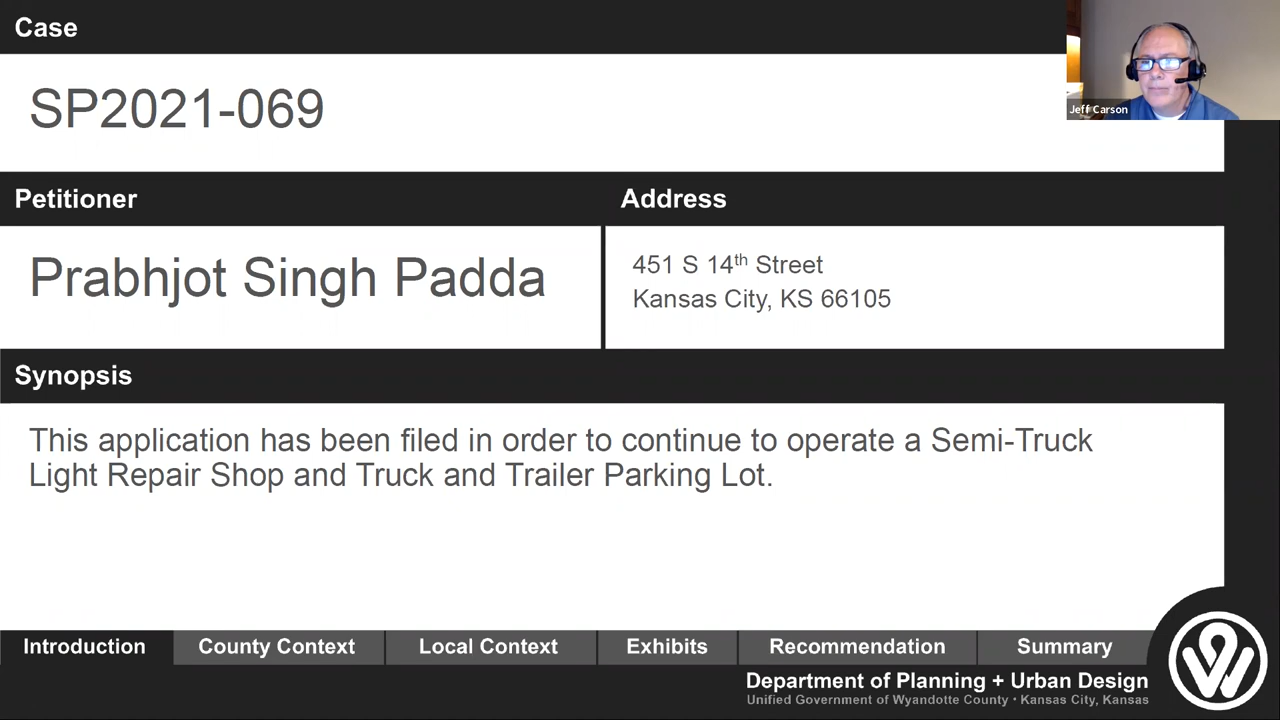 Case
SP2021-069
Jeff Carson
Petitioner
Address
Prabhjot Singh Padda
451 S 14th Street
Kansas City, KS 66105
Synopsis
This application has been filed in order to continue to operate a Semi-Truck
Light Repair Shop and Truck and Trailer Parking Lot.
Introduction
County Context
Local Context
Exhibits
Recommendation
Summary
Department of Planning + Urban Design
Unified Government of Wyandotte County • Kansas City, Kansas